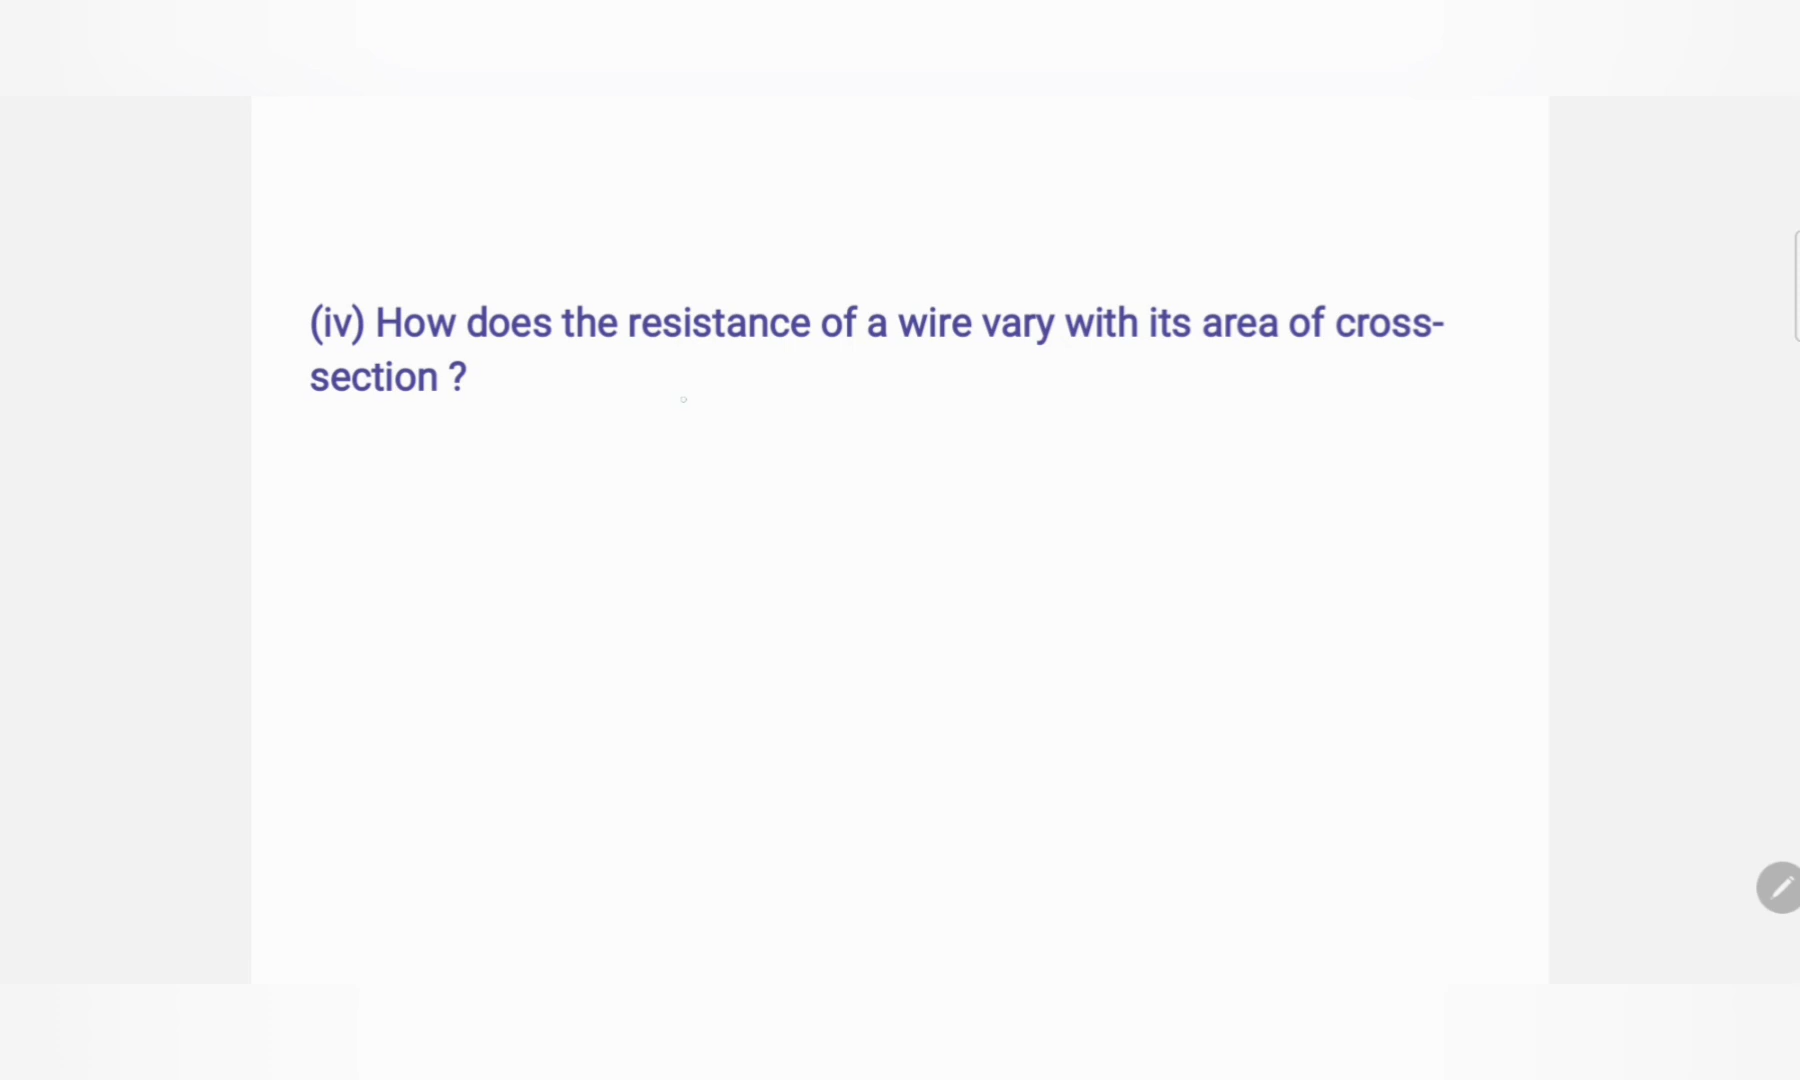 (iv) How does the resistance of a wire vary with its area of cross-
section ?